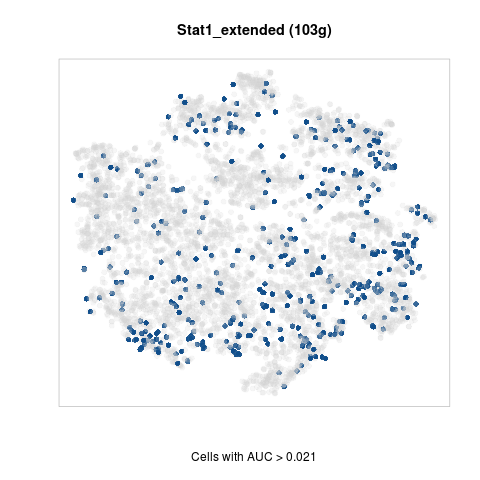 Stat1_extended (103g)
Cells with AUC > 0.021